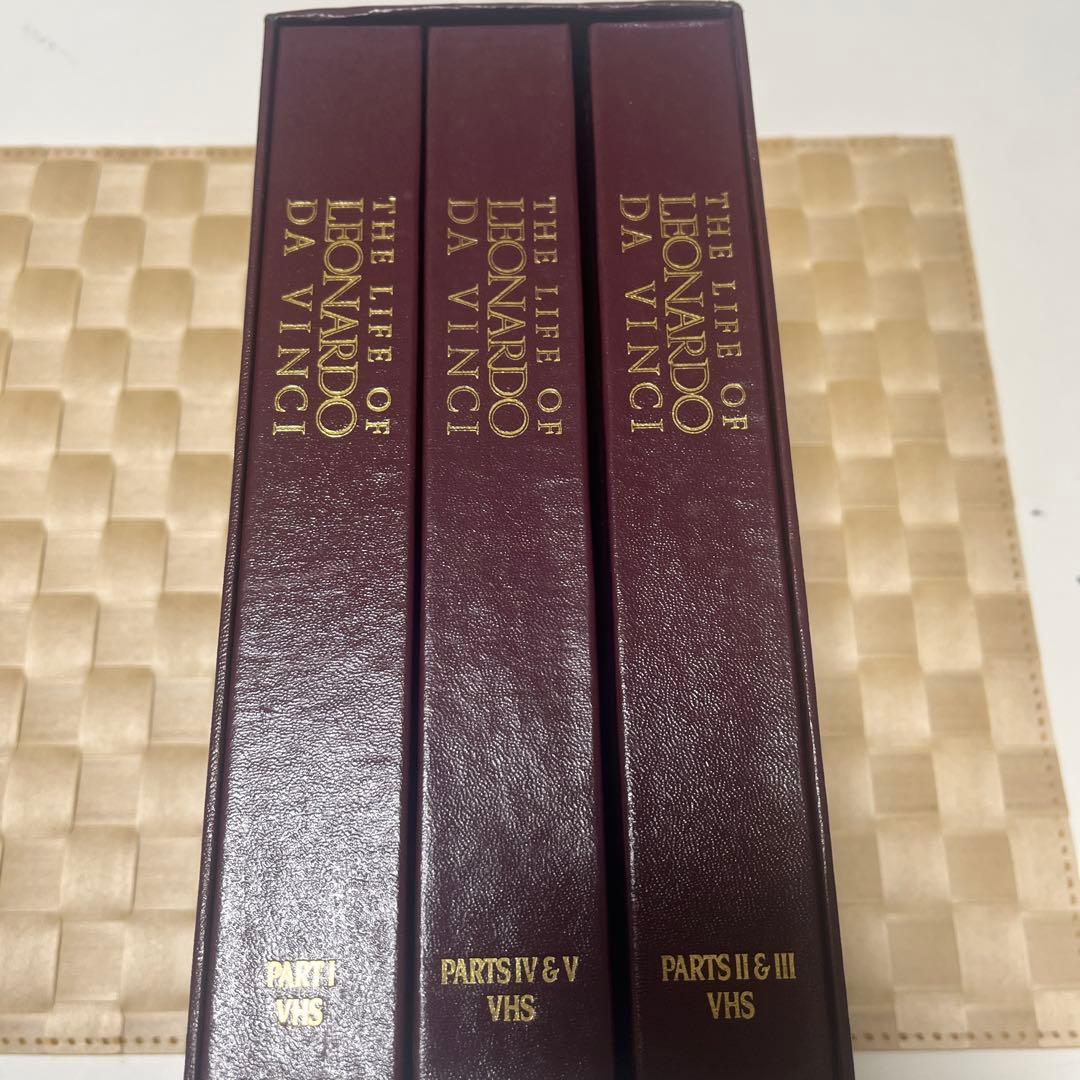 THE LIFE OF
LEONARDO
DA VINCI
PART I
VHS
THE LIFE OF
LEONARDO
DA VINCI
PARTS IV & V
VHS
THE LIFE OF
LEONARDO
DA VINCI
PARTS II & III
VHS